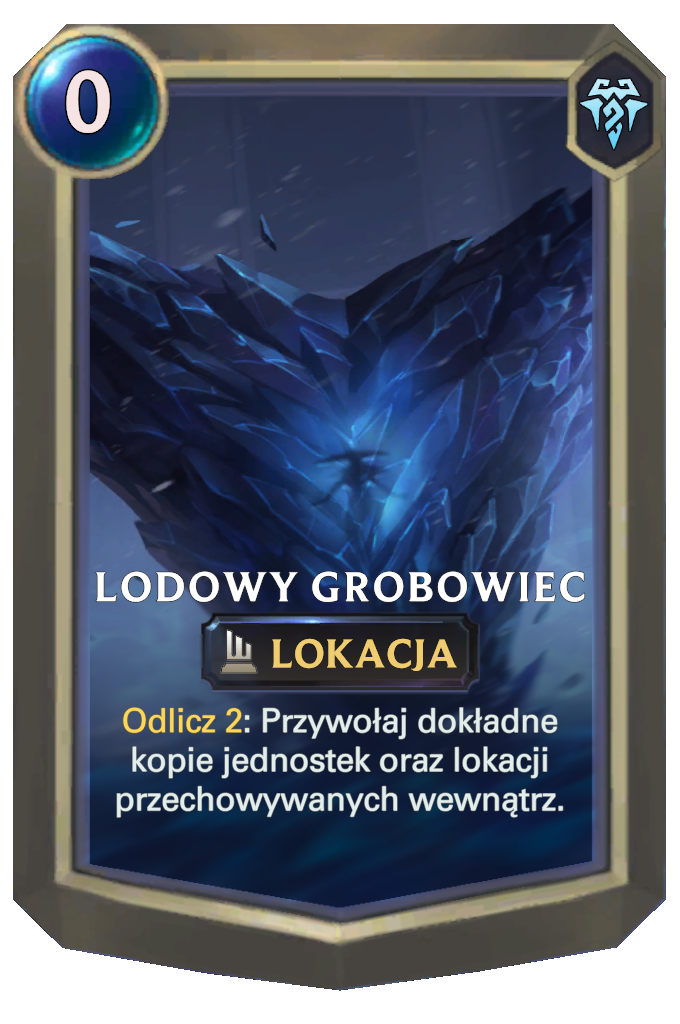 0
LODOWY GROBOWIEC
LOKACJA
Odlicz 2: Przywołaj dokładne
kopie jednostek oraz lokacji
przechowywanych wewnątrz.